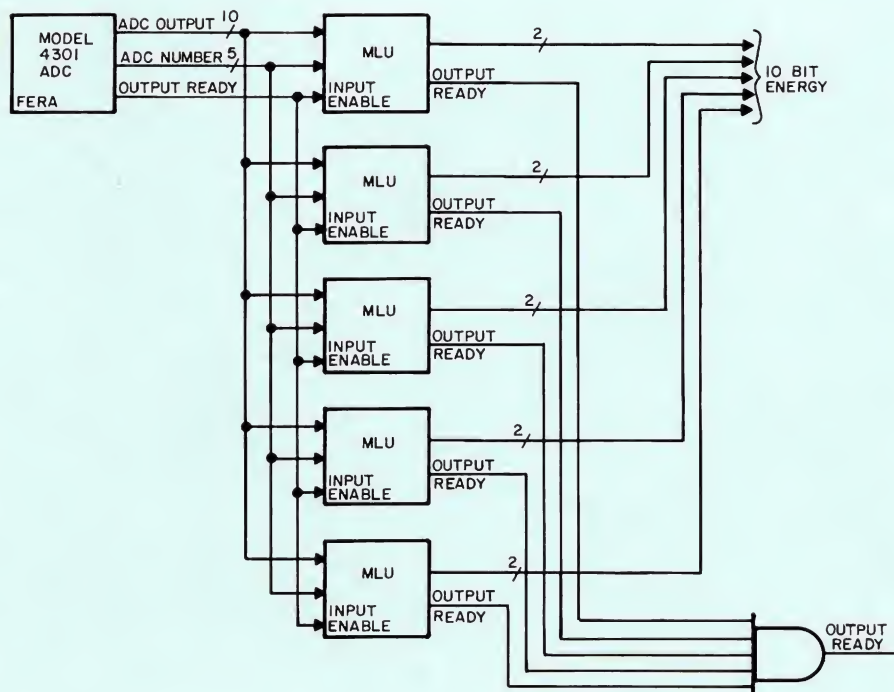 MODEL
4301
ADC
FERA
ADC OUTPUT 10
ADC NUMBER 5
OUTPUT READY
MLU
INPUT
ENABLE
2
OUTPUT
READY
10 BIT
ENERGY
MLU
INPUT
ENABLE
2
OUTPUT
READY
MLU
INPUT
ENABLE
2
OUTPUT
READY
MLU
INPUT
ENABLE
2
OUTPUT
READY
MLU
INPUT
ENABLE
2
OUTPUT
READY
OUTPUT
READY